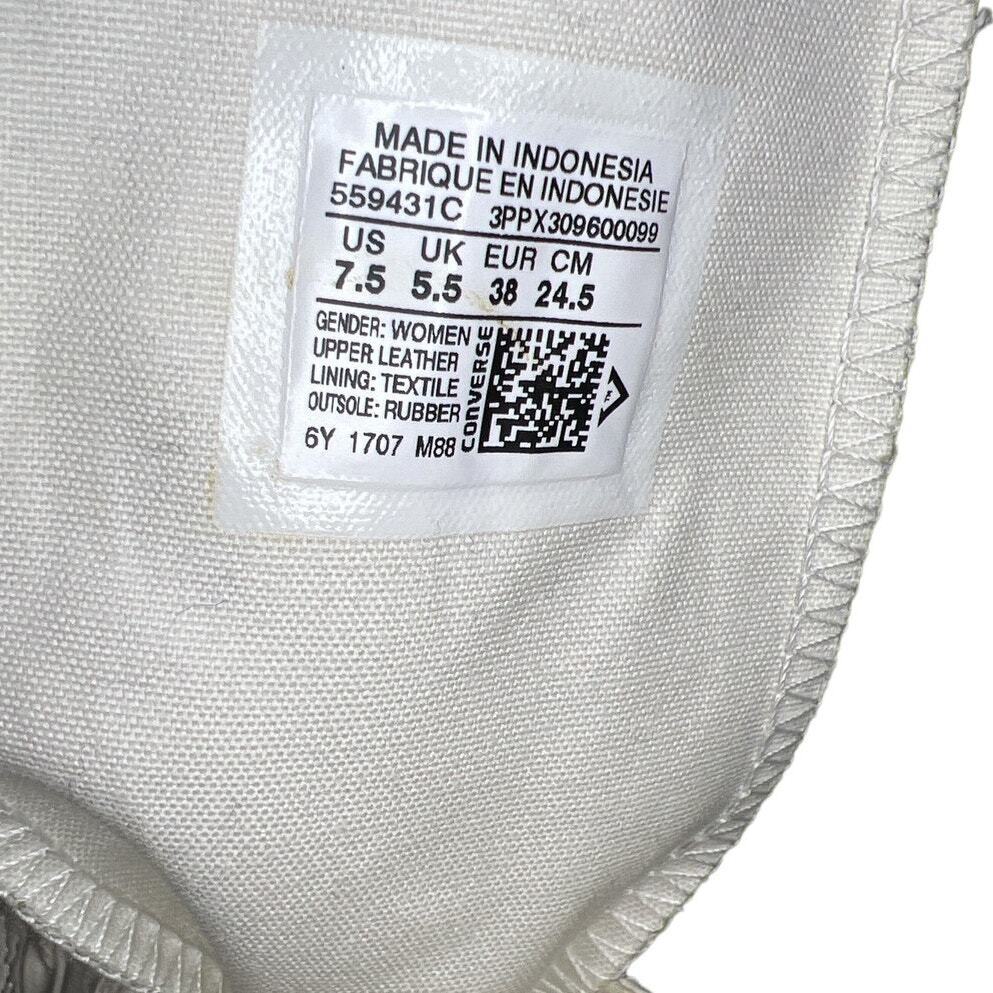 MADE IN INDONESIA
FABRIQUE EN INDONESIE
559431C 3PPX309600099
US UK EUR CM
7.5 5.5 38 24.5
GENDER: WOMEN
UPPER: LEATHER
LINING: TEXTILE
OUTSOLE: RUBBER
6Y 1707 M88
CONVERSE
F